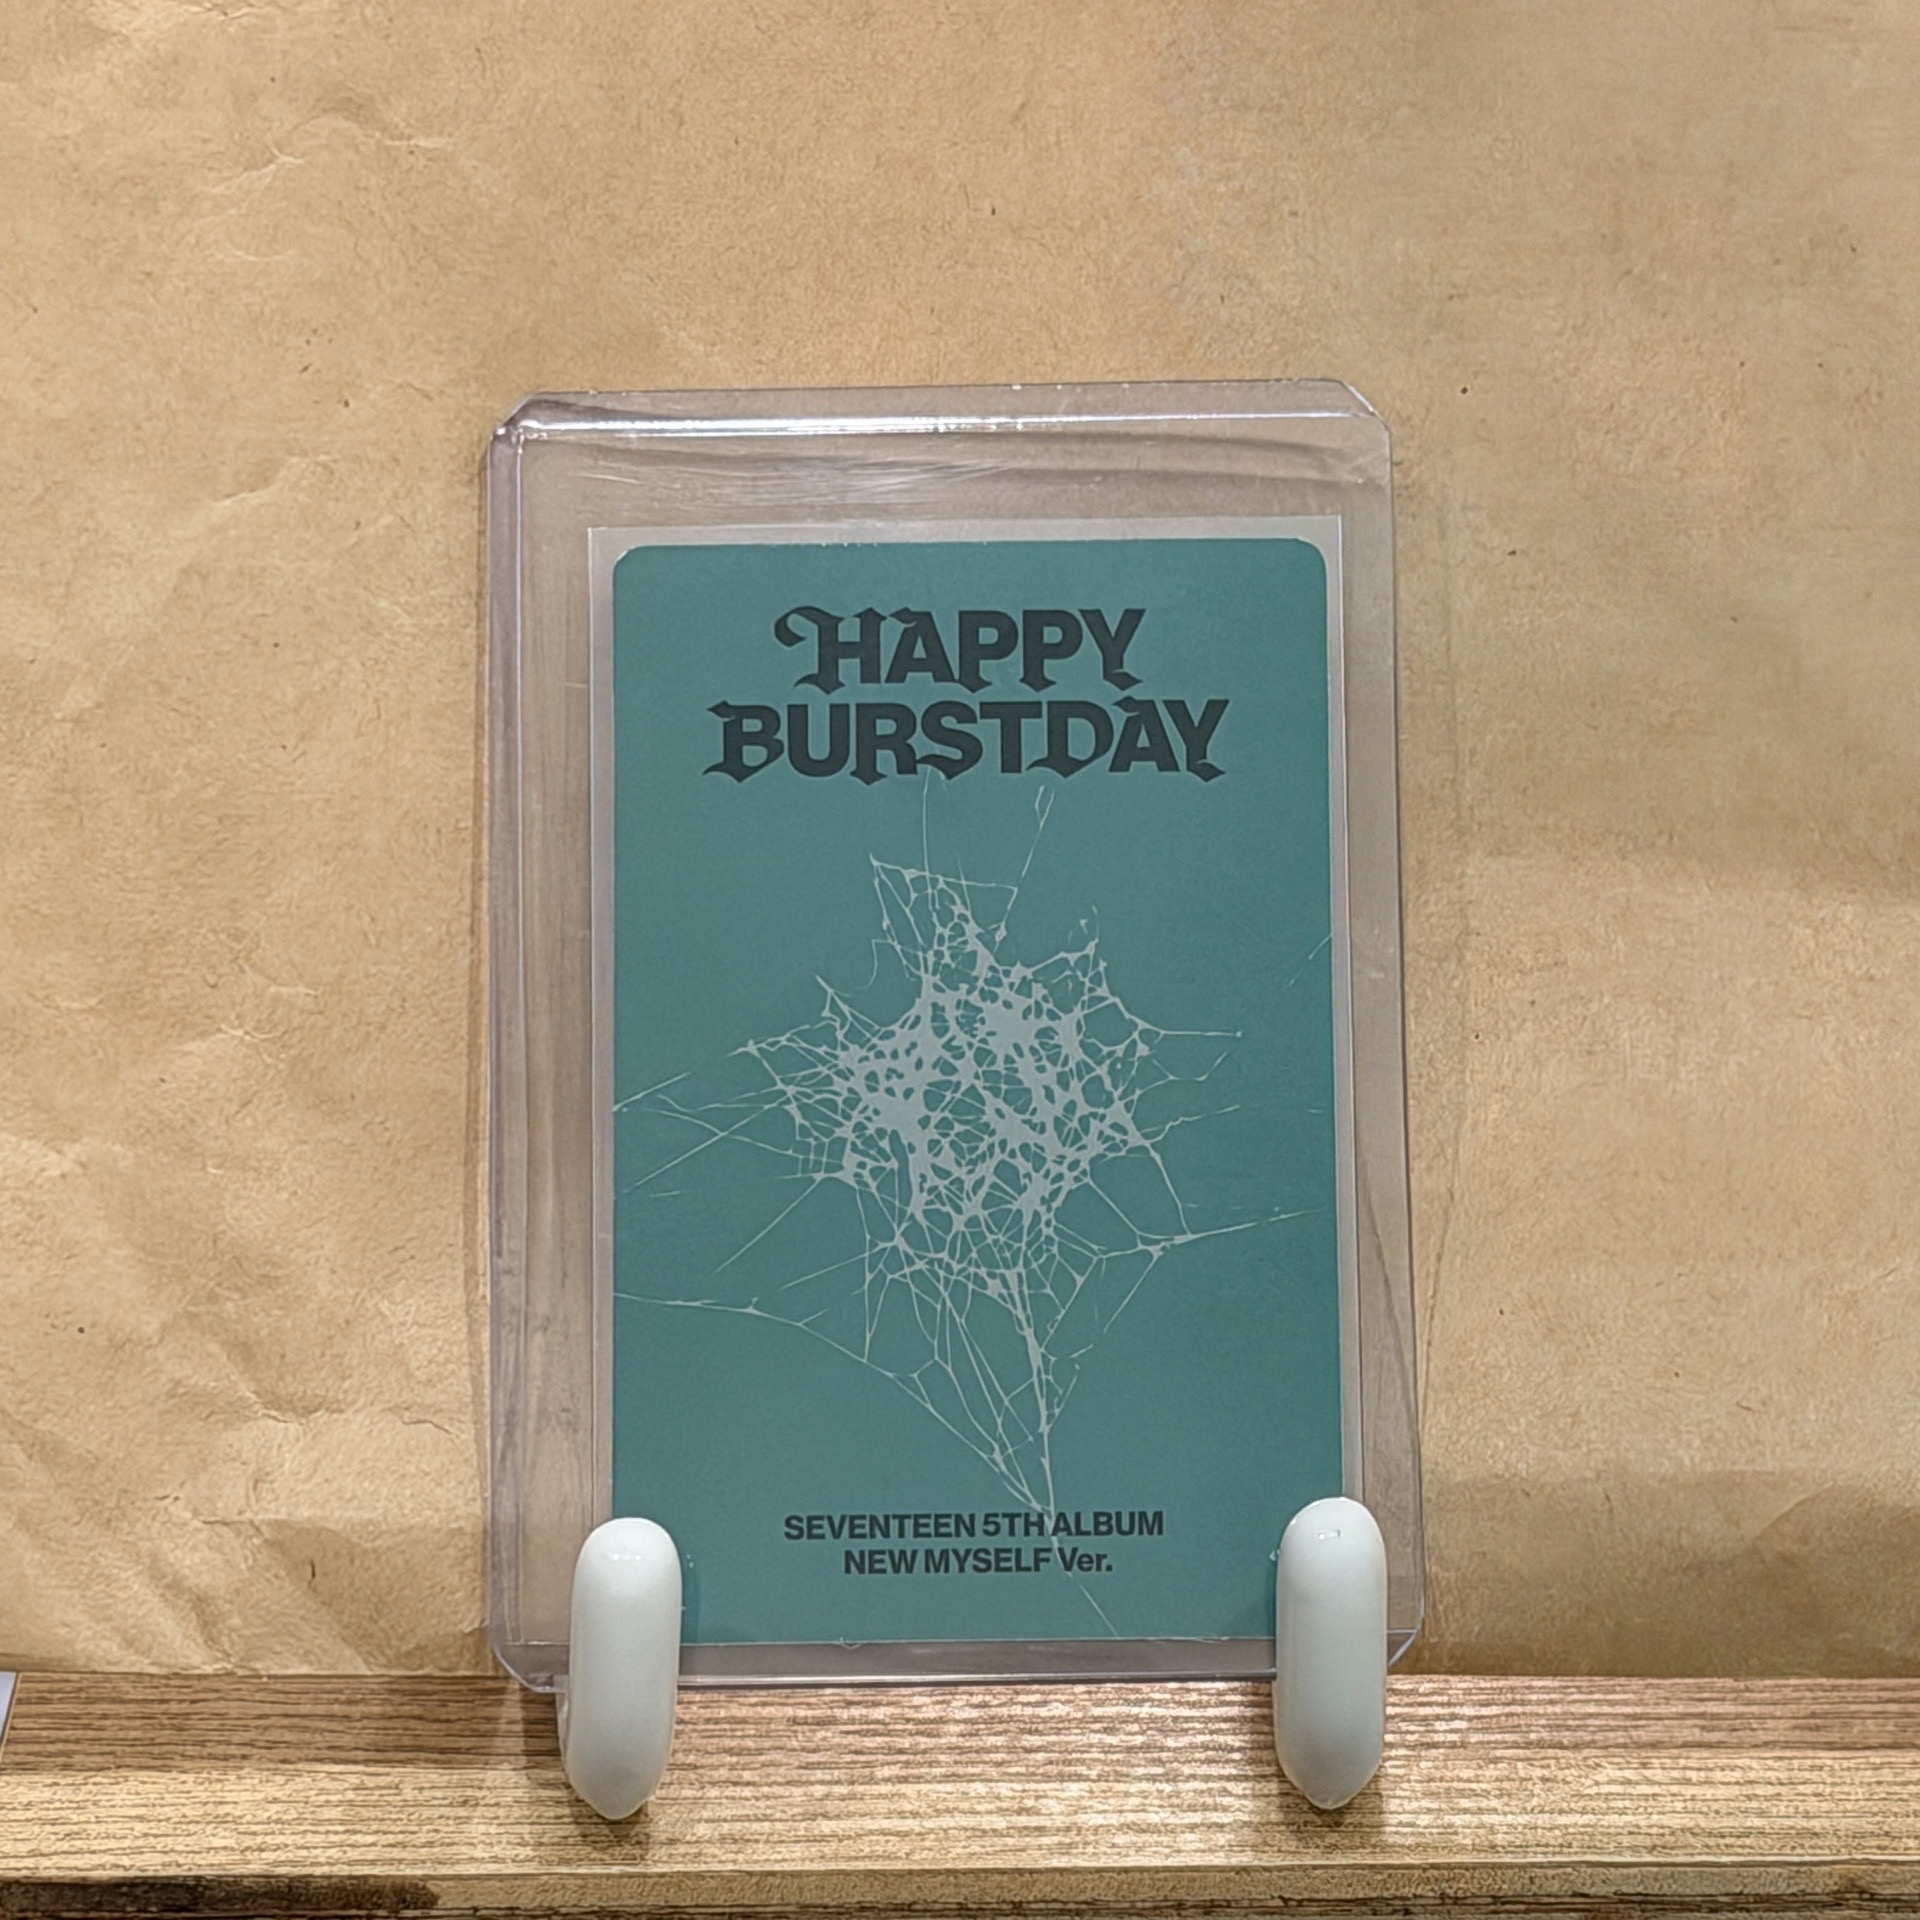 HAPPY
BURSTDAY
SEVENTEEN 5TH ALBUM
NEW MYSELF Ver.